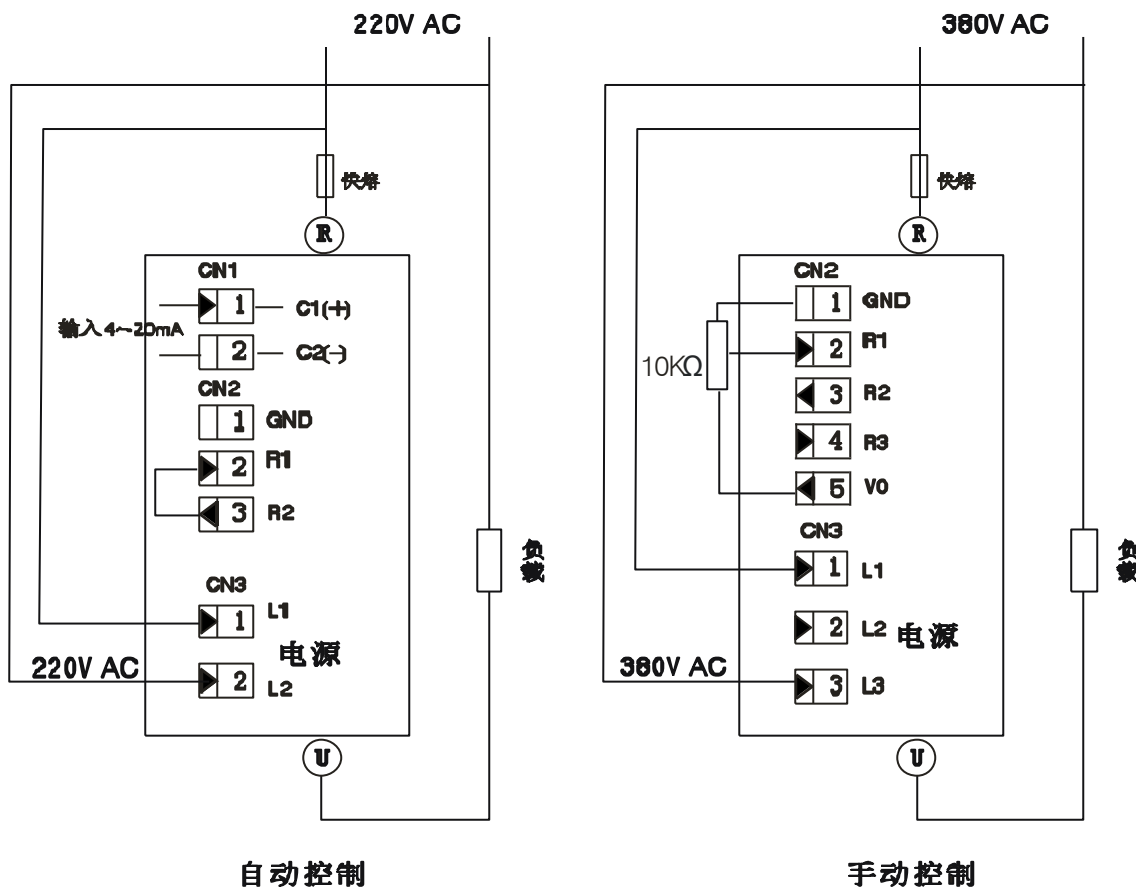 220V AC
快熔
R
CN1
1 C1(+)
输入4~20mA
2 C2(-)
CN2
1 GND
2 R1
3 R2
CN3
1 L1
电源
220V AC
2 L2
U
负载
自动控制
380V AC
快熔
R
CN2
1 GND
10KΩ
2 R1
3 R2
4 R3
5 V0
CN3
1 L1
2 L2 电源
380V AC
3 L3
U
负载
手动控制